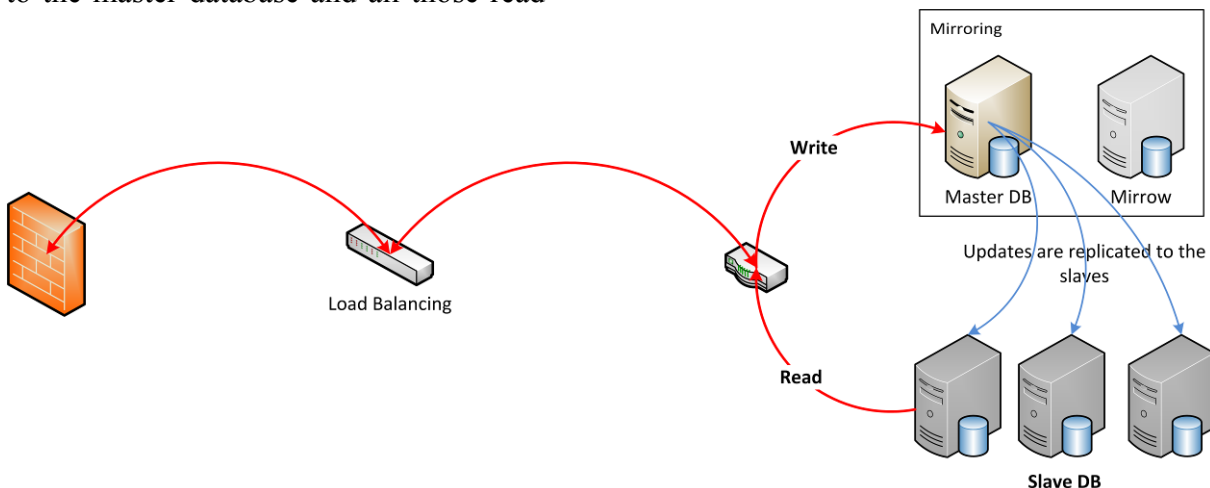 to the master database and all those read
Mirroring
Write
Master DB
Mirrow
Load Balancing
Updates are replicated to the
slaves
Read
Slave DB